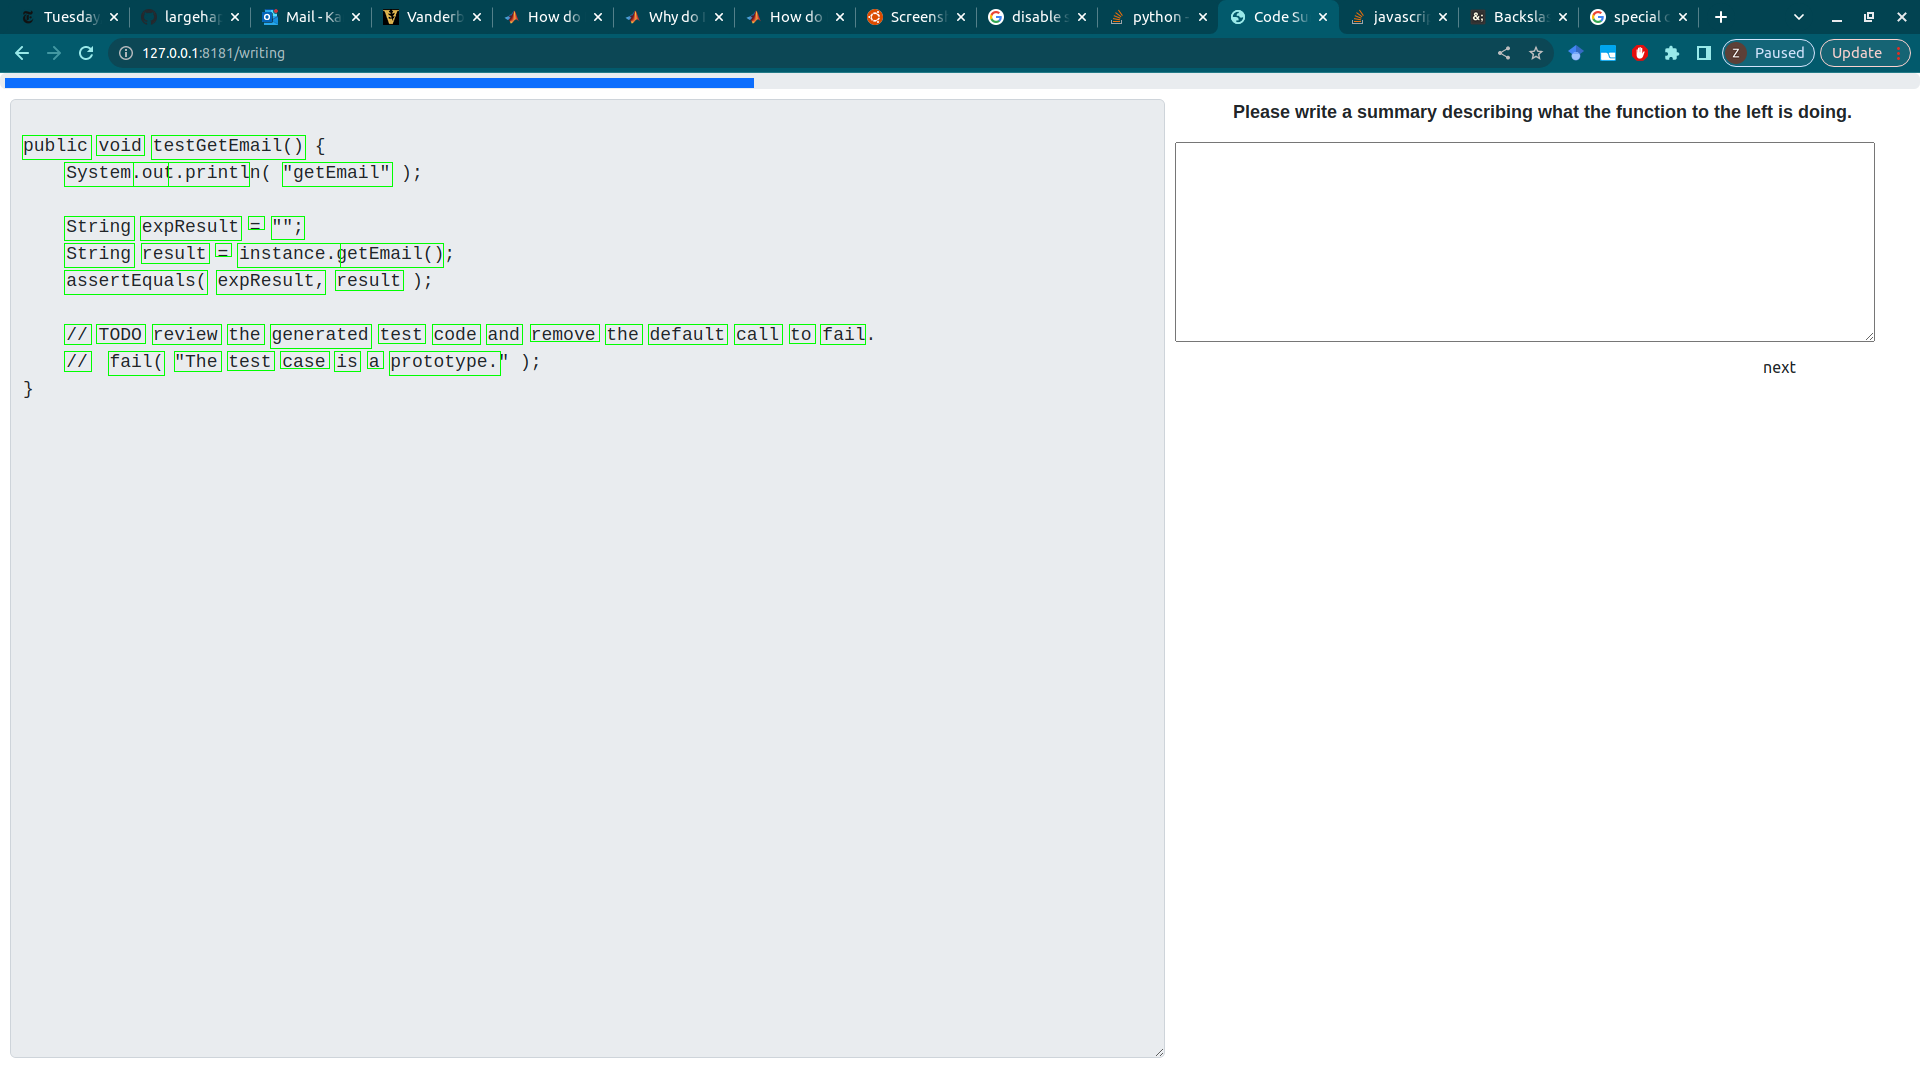 Tuesday largehap Mail - Ka Vanderb How do Why do How do Screens disable s python - Code Su javascrip Backslas special c
127.0.0.1:8181/writing Z Paused Update
Please write a summary describing what the function to the left is doing.
public void testGetEmail() {
System.out.println( "getEmail" );
String expResult = "";
String result = instance.getEmail();
assertEquals( expResult, result );
// TODO review the generated test code and remove the default call to fail.
// fail( "The test case is a prototype." );
}
next